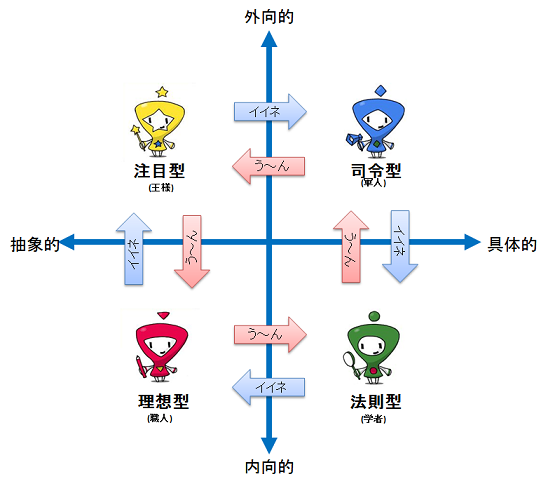 外向的
イイネ
う～ん
注目型
(王様)
司令型
(軍人)
抽象的
具体的
イイネ
う～ん
う～ん
イイネ
う～ん
イイネ
理想型
(職人)
法則型
(学者)
内向的